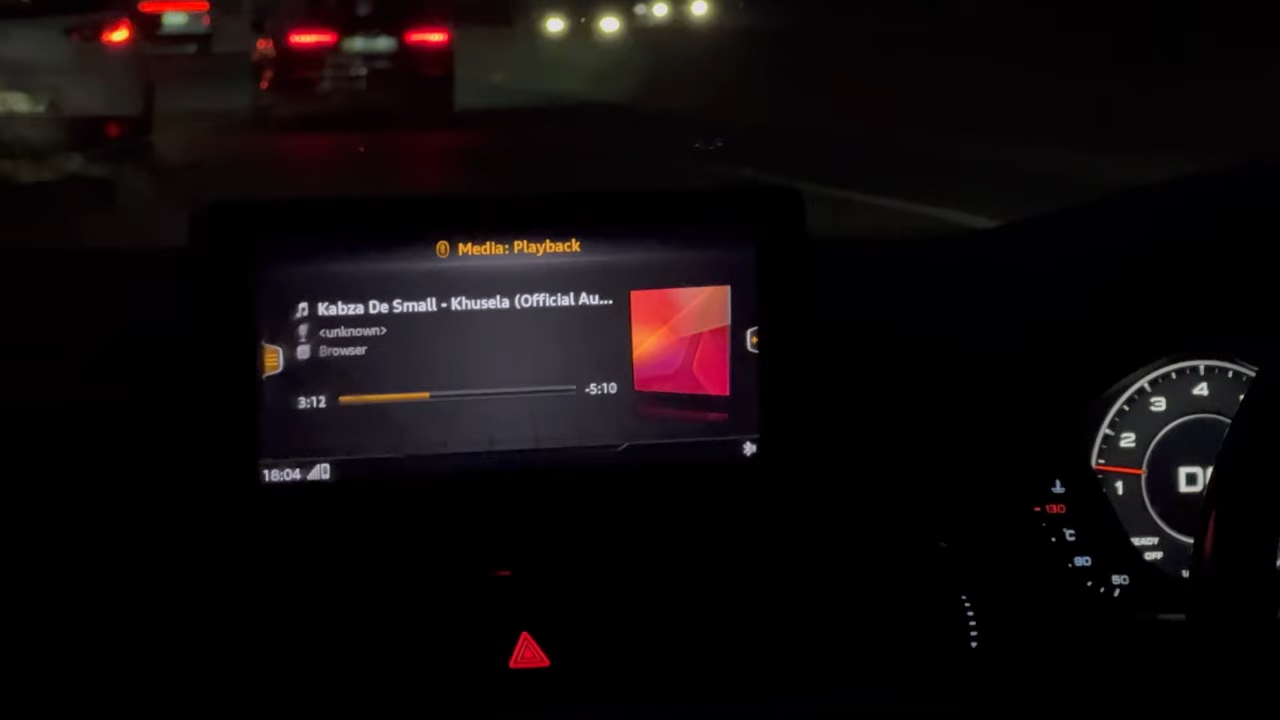 Media: Playback
Kabza De Small - Khusela (Official Au...
<unknown>
Browser
3:12
-5:10
18:04
4
3
2
1
130
°C
90
50
OFF